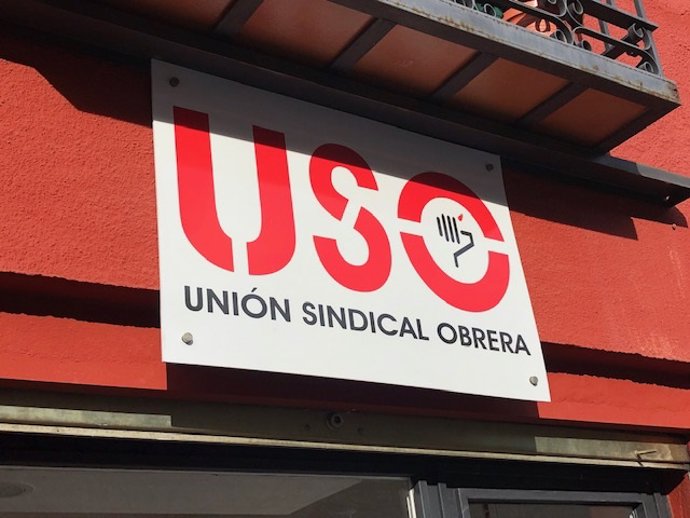 USO
UNIÓN SINDICAL OBRERA